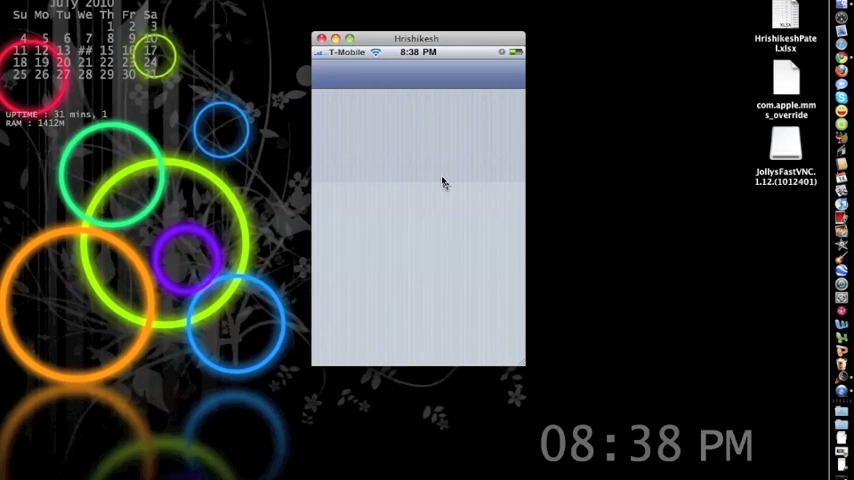 July 2010
Su Mo Tu We Th Fr Sa
1 2 3
4 5 6 7 8 9 10
11 12 13 ## 15 16 17
18 19 20 21 22 23 24
25 26 27 28 29 30 31
UPTIME : 31 mins, 1
RAM : 1412M
Hrishikesh
T-Mobile 8:38 PM
HrishikeshPate
l.xlsx
com.apple.mm
s_override
JollysFastVNC.
1.12.(1012401)
08:38 PM